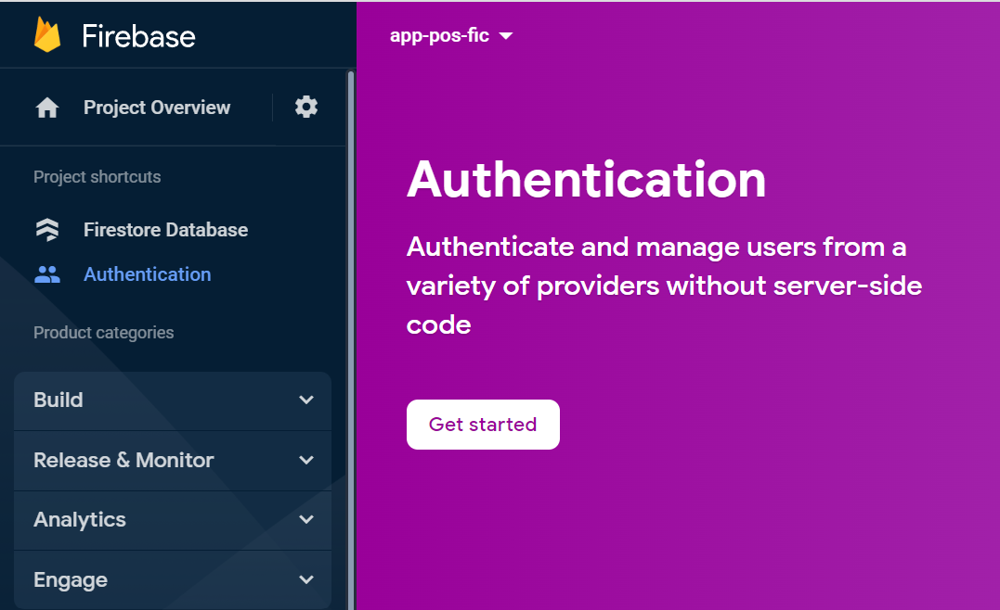 Firebase
app-pos-fic
Project Overview
Project shortcuts
Firestore Database
Authentication
Product categories
Build
Release & Monitor
Analytics
Engage
Authentication
Authenticate and manage users from a
variety of providers without server-side
code
Get started